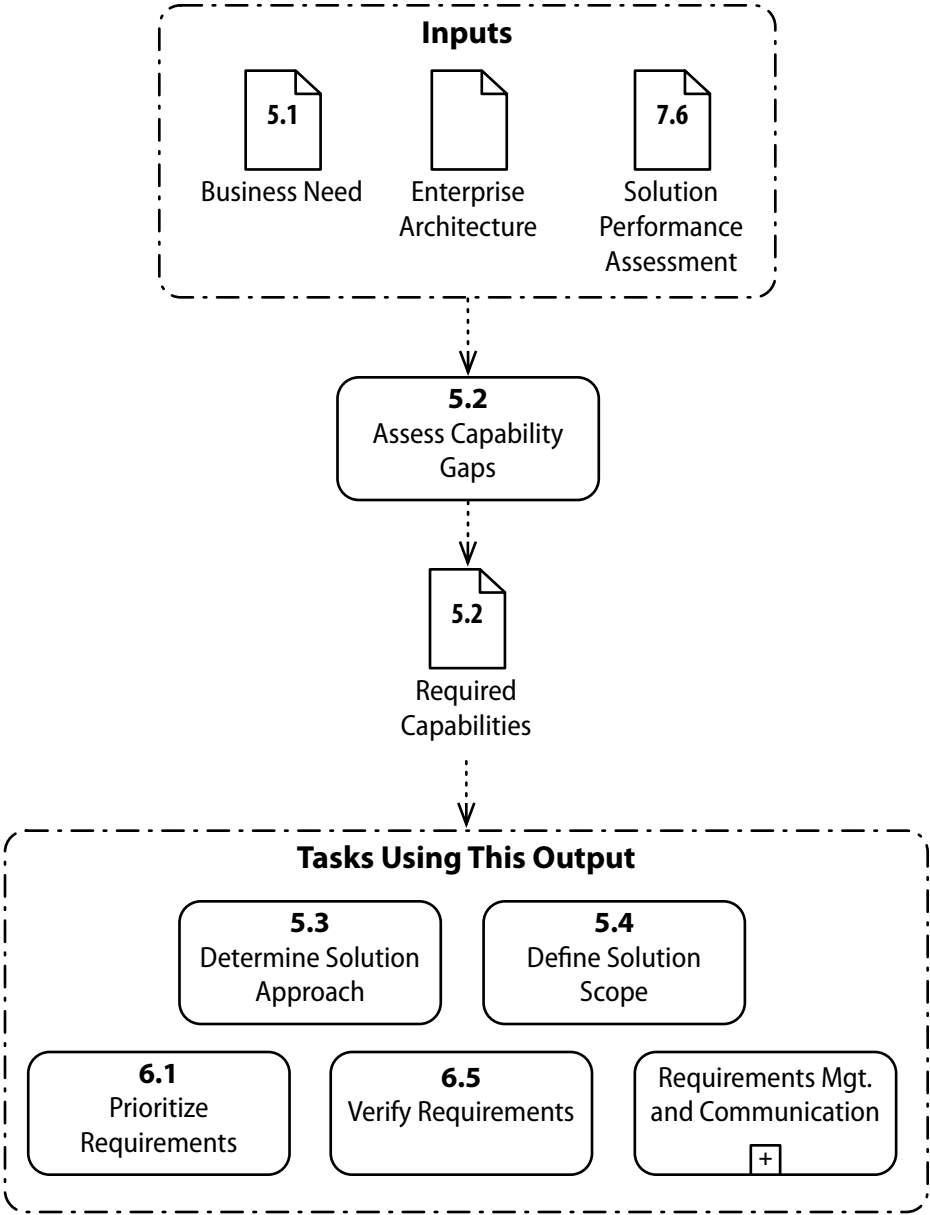 Inputs
5.1
Business Need
Enterprise
Architecture
7.6
Solution
Performance
Assessment
5.2
Assess Capability
Gaps
5.2
Required
Capabilities
Tasks Using This Output
5.3
Determine Solution
Approach
5.4
Define Solution
Scope
6.1
Prioritize
Requirements
6.5
Verify Requirements
Requirements Mgt.
and Communication
+